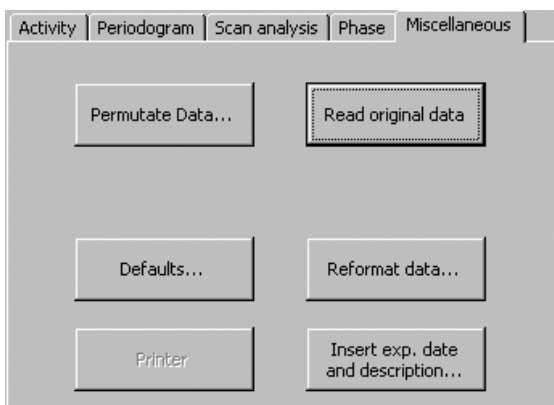 Activity Periodogram Scan analysis Phase Miscellaneous
Permutate Data... Read original data
Defaults... Reformat data...
Printer Insert exp. date
and description...